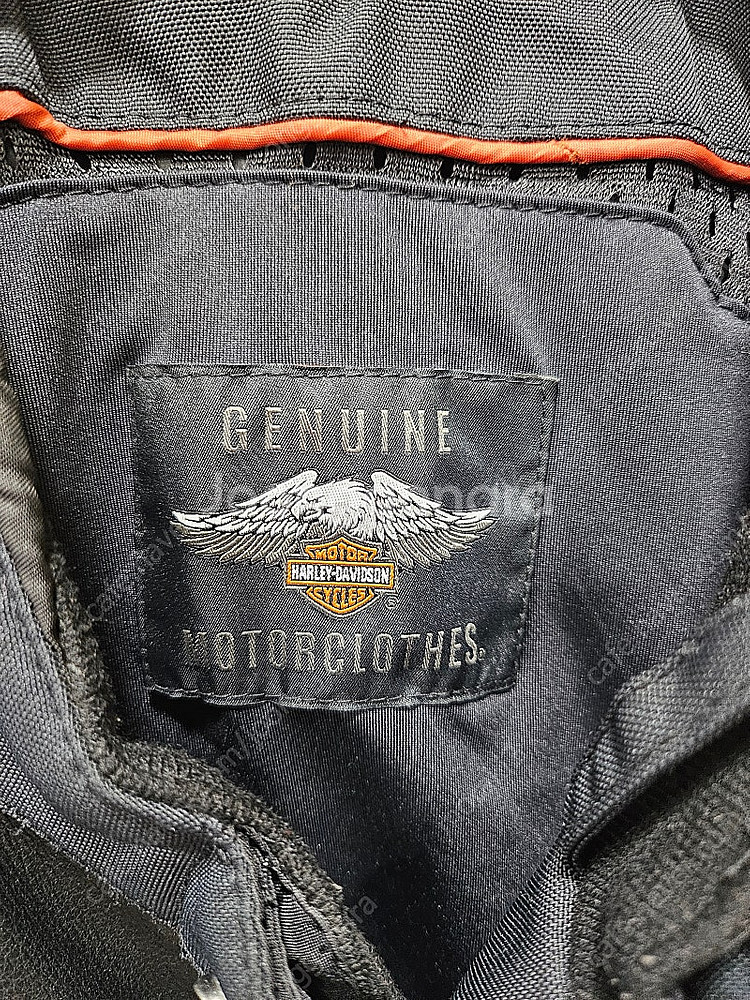 GENUINE
MOTOR
HARLEY-DAVIDSON
CYCLES
®
MOTORCLOTHES®